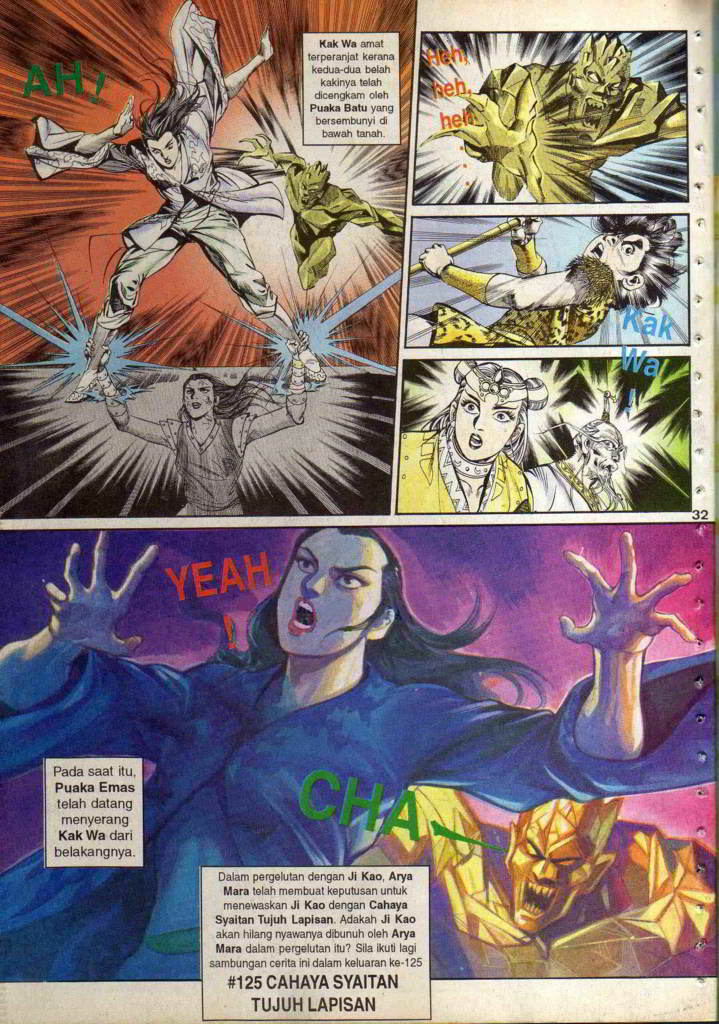 AH!
Kak Wa amat
terperanjat kerana
kedua-dua belah
kakinya telah
dicengkam oleh
Puaka Batu yang
bersembunyi di
bawah tanah.
Heh,
heh,
heh
. . .
Kak
Wa
!
32
YEAH
!
Pada saat itu,
Puaka Emas
telah datang
menyerang
Kak Wa dari
belakangnya.
CHA
Dalam pergelutan dengan Ji Kao, Arya
Mara telah membuat keputusan untuk
menewaskan Ji Kao dengan Cahaya
Syaitan Tujuh Lapisan. Adakah Ji Kao
akan hilang nyawanya dibunuh oleh Arya
Mara dalam pergelutan itu? Sila ikuti lagi
sambungan cerita ini dalam keluaran ke-125
#125 CAHAYA SYAITAN
TUJUH LAPISAN